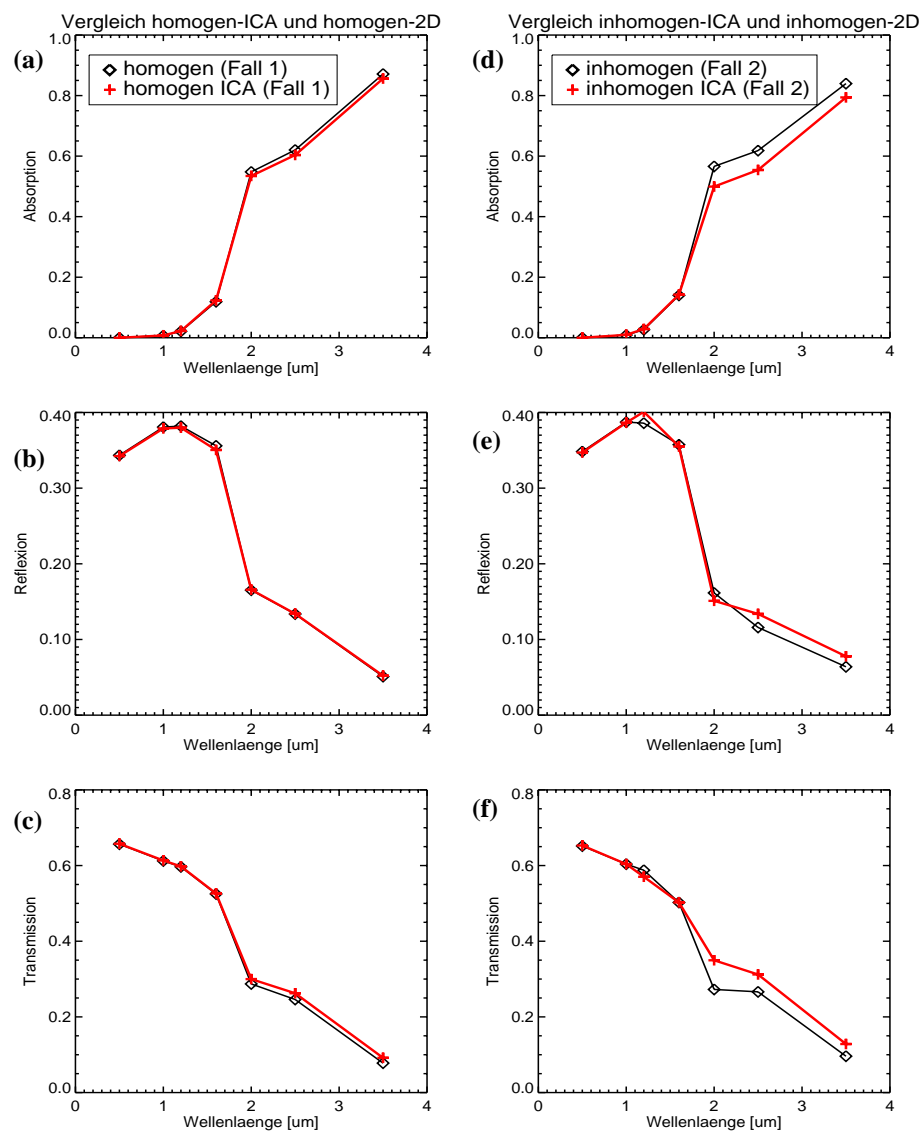 Vergleich homogen-ICA und homogen-2D
(a)
1.0
0.8
0.6
0.4
0.2
0.0
Absorption
homogen (Fall 1)
homogen ICA (Fall 1)
0 1 2 3 4
Wellenlaenge [um]
Vergleich inhomogen-ICA und inhomogen-2D
(d)
1.0
0.8
0.6
0.4
0.2
0.0
Absorption
inhomogen (Fall 2)
inhomogen ICA (Fall 2)
0 1 2 3 4
Wellenlaenge [um]
(b)
0.40
0.30
0.20
0.10
0.00
Reflexion
0 1 2 3 4
Wellenlaenge [um]
(e)
0.40
0.30
0.20
0.10
0.00
Reflexion
0 1 2 3 4
Wellenlaenge [um]
(c)
0.8
0.6
0.4
0.2
0.0
Transmission
0 1 2 3 4
Wellenlaenge [um]
(f)
0.8
0.6
0.4
0.2
0.0
Transmission
0 1 2 3 4
Wellenlaenge [um]